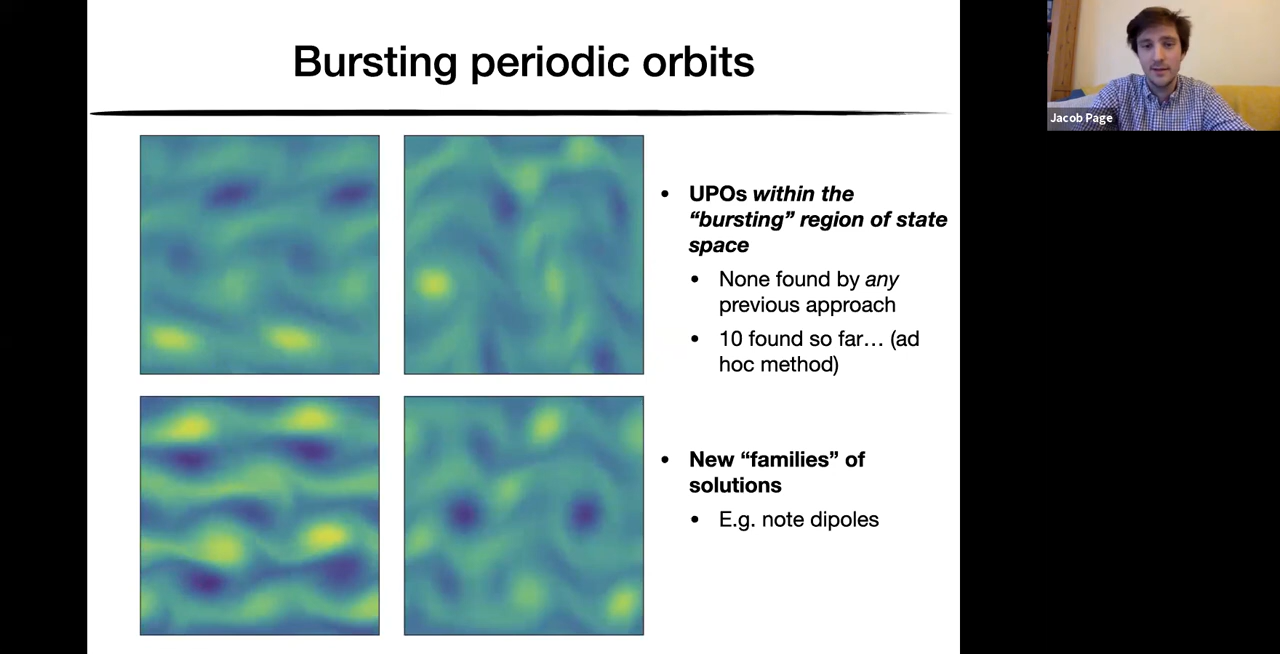 Bursting periodic orbits
Jacob Page
• UPOs within the
“bursting” region of state
space
• None found by any
previous approach
• 10 found so far… (ad
hoc method)
• New “families” of
solutions
• E.g. note dipoles